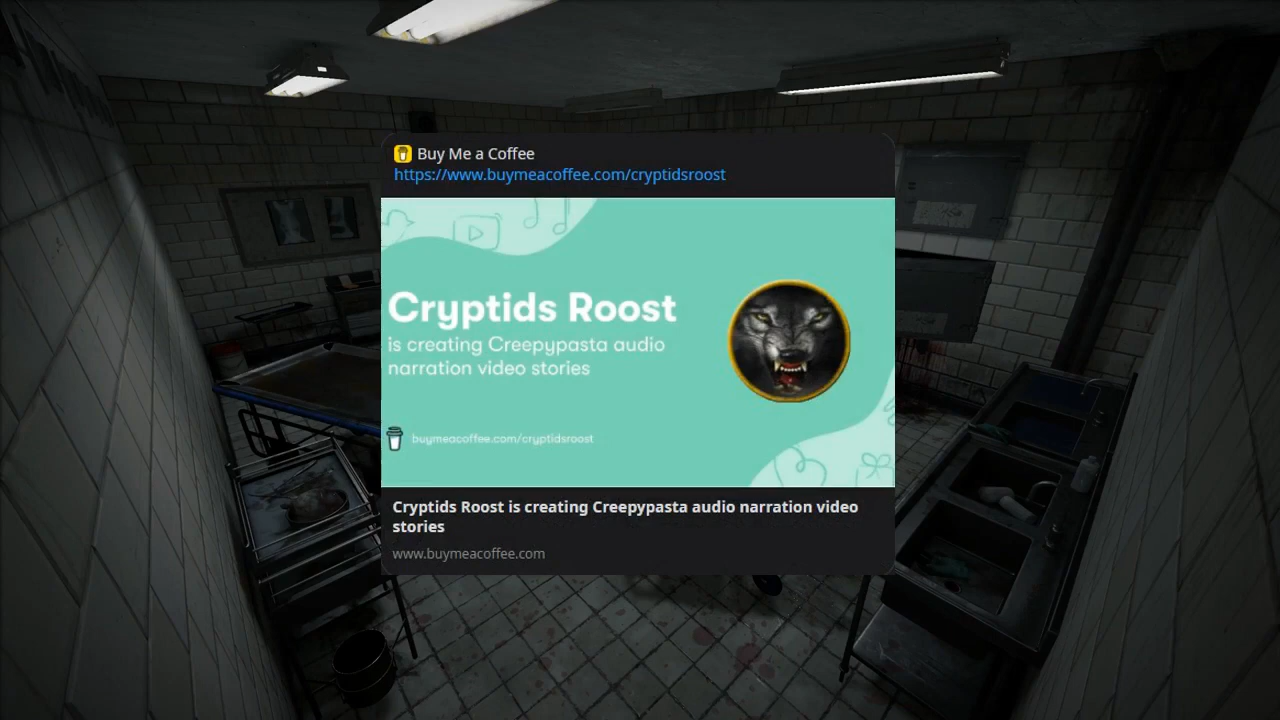 Buy Me a Coffee
https://www.buymeacoffee.com/cryptidsroost
Cryptids Roost
is creating Creepypasta audio
narration video stories
buymeacoffee.com/cryptidsroost
Cryptids Roost is creating Creepypasta audio narration video
stories
www.buymeacoffee.com